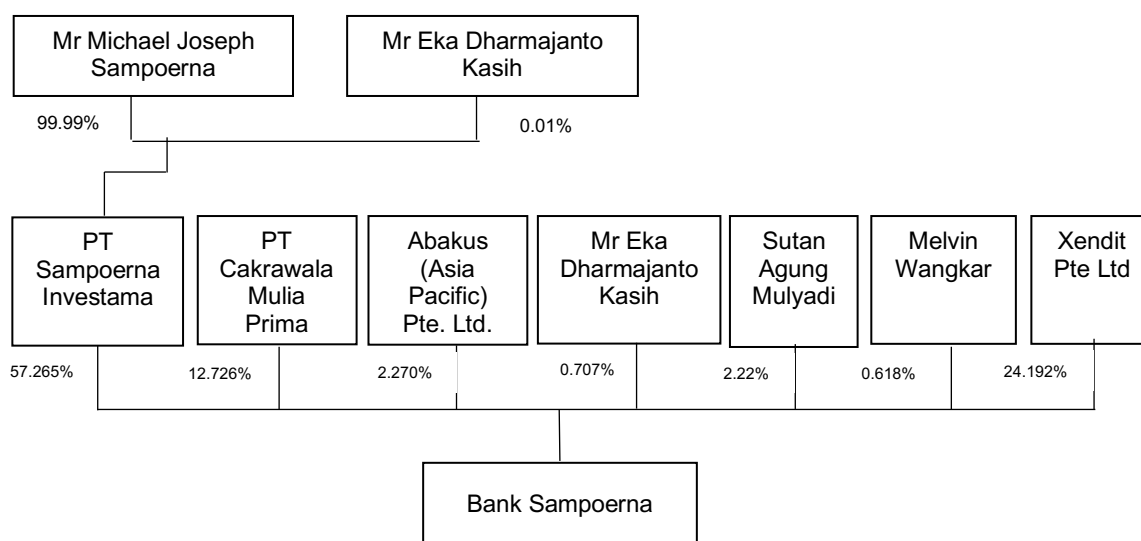 Mr Michael Joseph
Sampoerna
Mr Eka Dharmajanto
Kasih
99.99%
0.01%
PT
Sampoerna
Investama
PT
Cakrawala
Mulia
Prima
Abakus
(Asia
Pacific)
Pte. Ltd.
Mr Eka
Dharmajanto
Kasih
Sutan
Agung
Mulyadi
Melvin
Wangkar
Xendit
Pte Ltd
57.265%
12.726%
2.270%
0.707%
2.22%
0.618%
24.192%
Bank Sampoerna